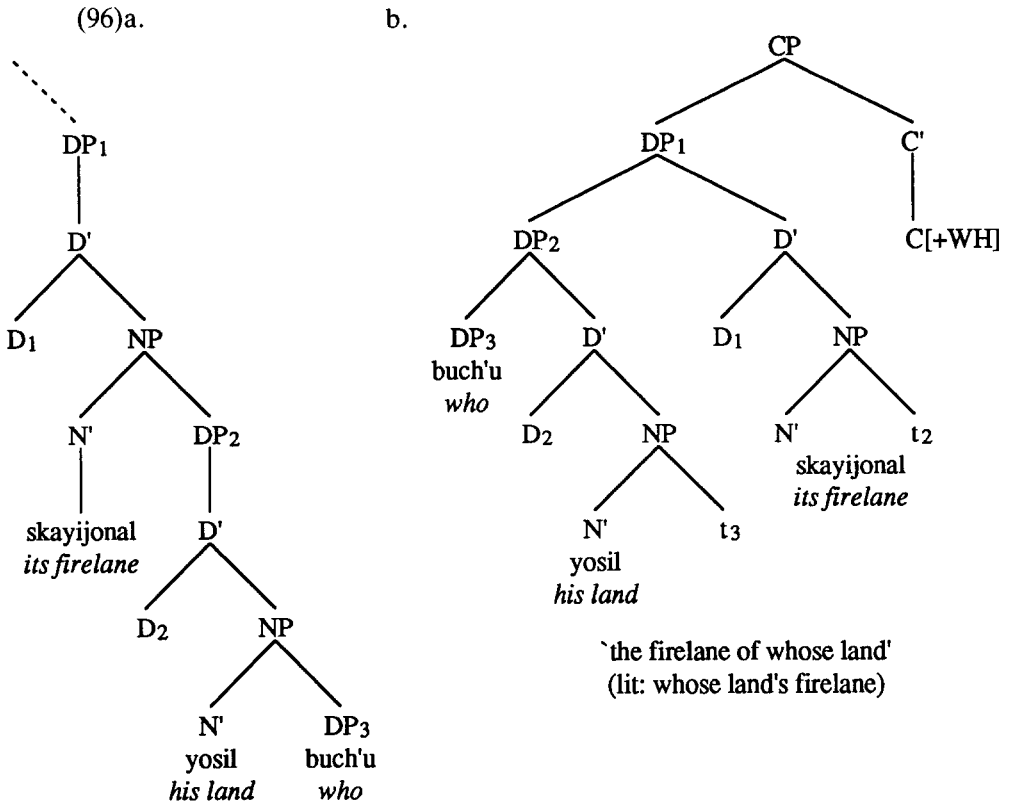 (96)a.
DP1
D'
D1 NP
N' DP2
skayijonal D'
its firelane
D2 NP
N' DP3
yosil buch'u
his land who
b.
CP
DP1 C'
DP2 D' C[+WH]
DP3 D' D1 NP
buch'u
who
D2 NP N' t2
skayijonal
its firelane
N' t3
yosil
his land
`the firelane of whose land'
(lit: whose land's firelane)